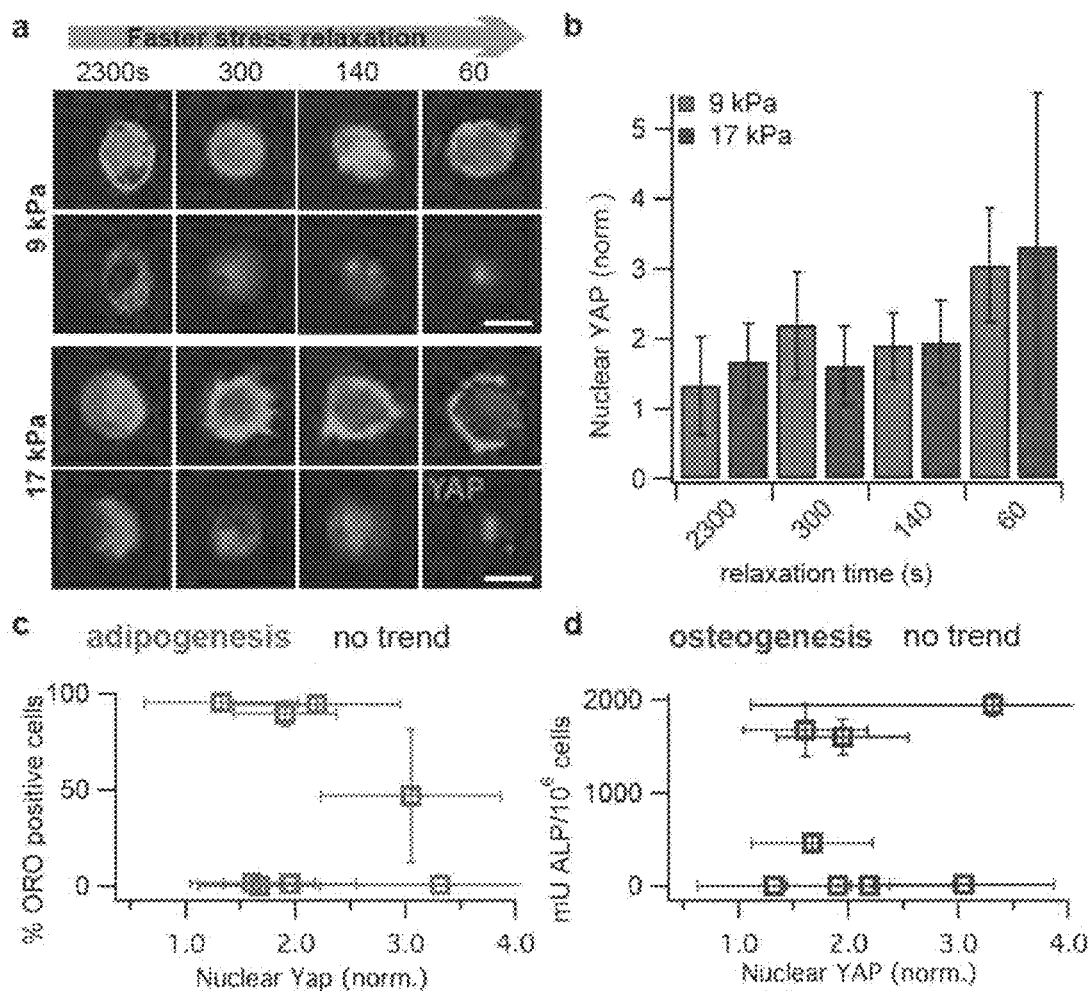 a
Faster stress relaxation
2300s 300 140 60
9 kPa
17 kPa
YAP
b
9 kPa
17 kPa
Nuclear YAP (norm.)
5
4
3
2
1
0
2300 300 140 60
relaxation time (s)
c adipogenesis no trend
% ORO positive cells
100
50
0
1.0 2.0 3.0 4.0
Nuclear Yap (norm.)
d osteogenesis no trend
mU ALP/10⁶ cells
2000
1000
0
1.0 2.0 3.0 4.0
Nuclear YAP (norm.)